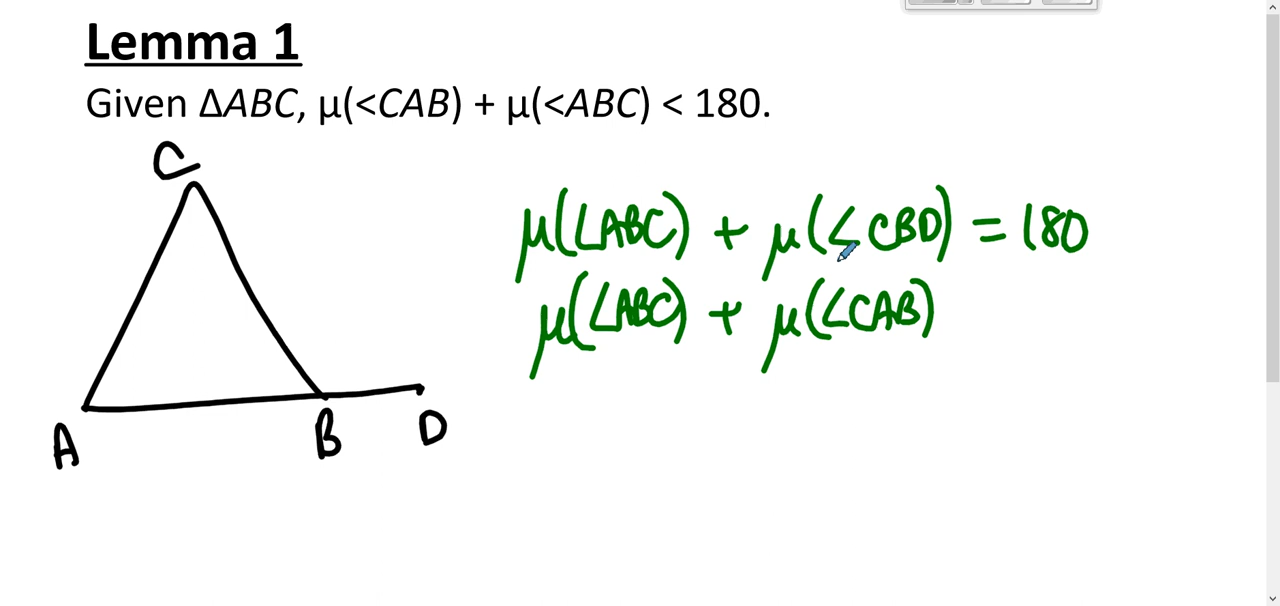 Lemma 1
Given ΔABC, μ(<CAB) + μ(<ABC) < 180.
C
μ(∠ABC) + μ(∠CBD) = 180
μ(∠ABC) + μ(∠CAB)
A B D